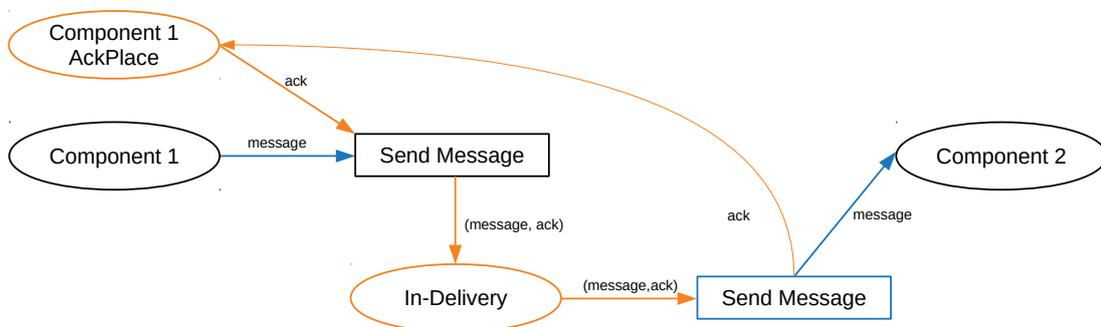 Component 1
AckPlace
ack
Component 1
message
Send Message
Component 2
ack
message
(message, ack)
In-Delivery
(message,ack)
Send Message